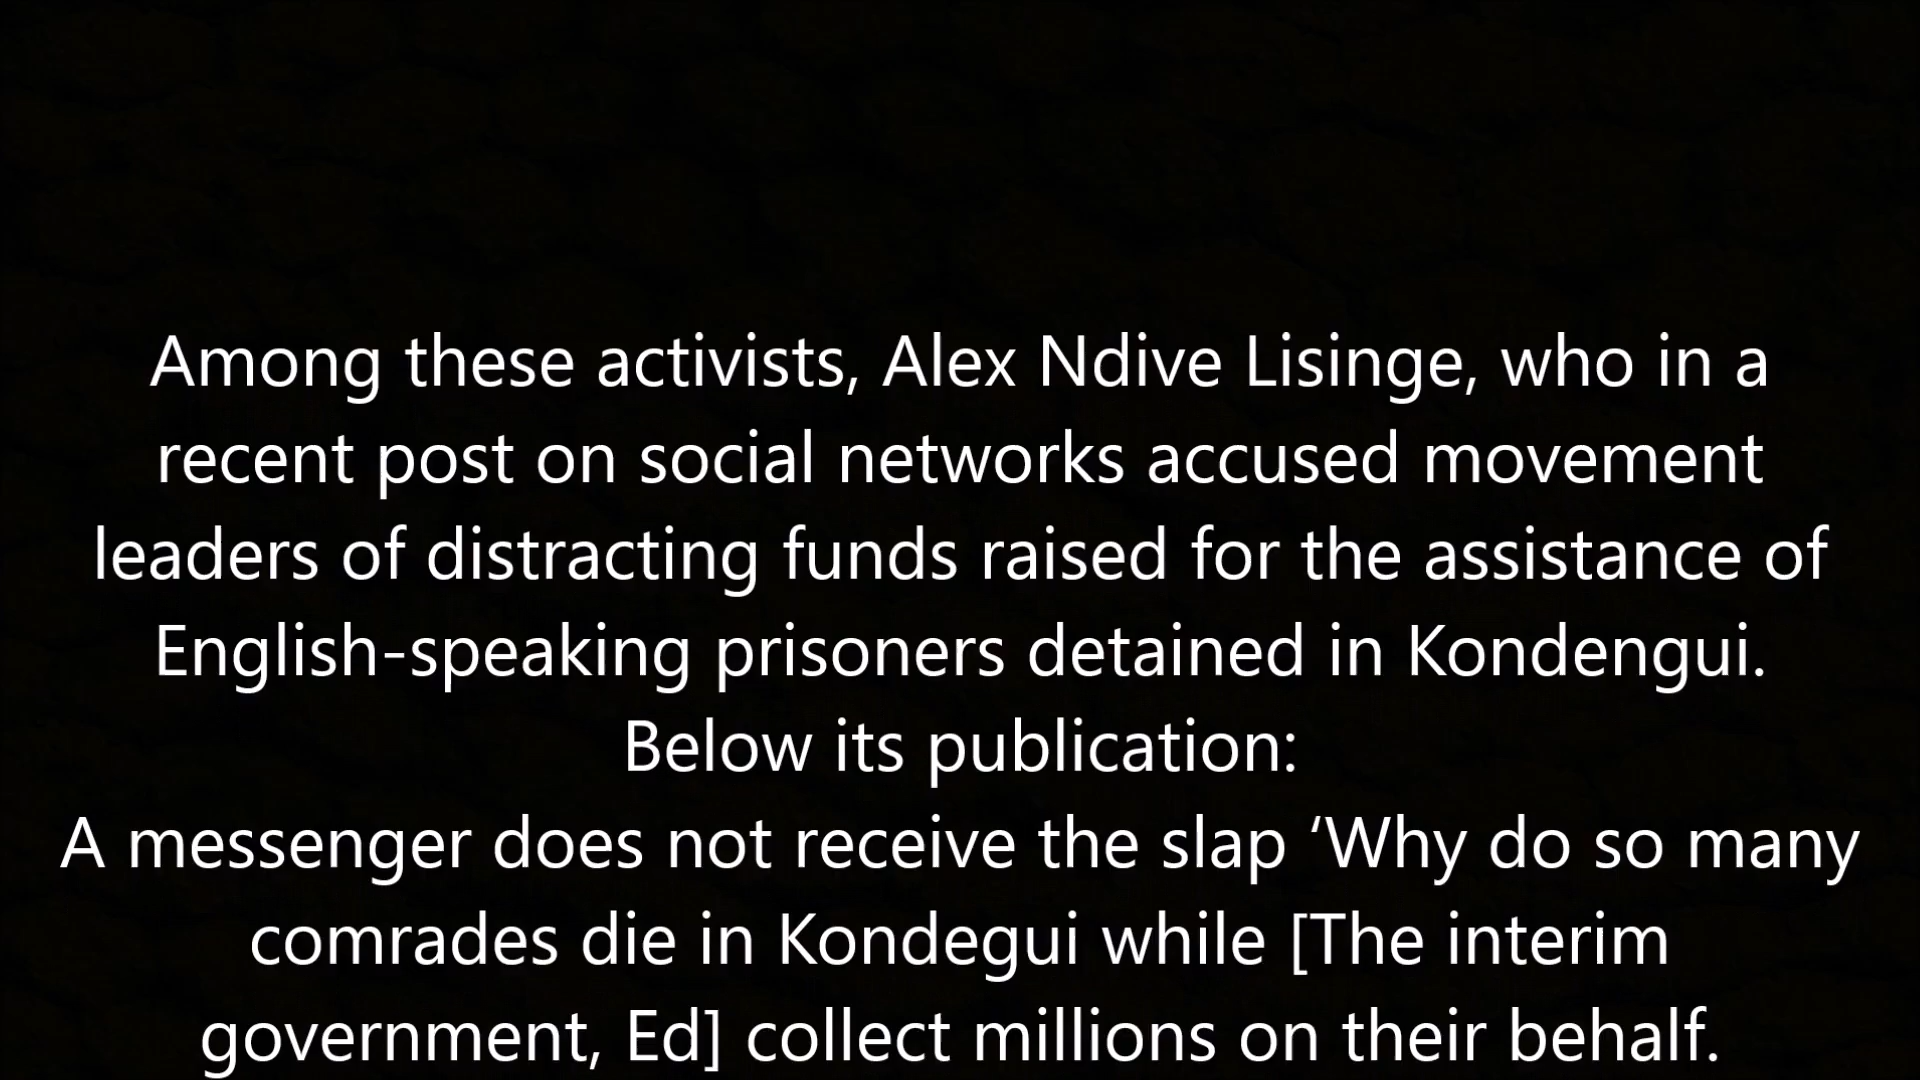 Among these activists, Alex Ndive Lisinge, who in a
recent post on social networks accused movement
leaders of distracting funds raised for the assistance of
English-speaking prisoners detained in Kondengui.
Below its publication:
A messenger does not receive the slap ‘Why do so many
comrades die in Kondegui while [The interim
government, Ed] collect millions on their behalf.